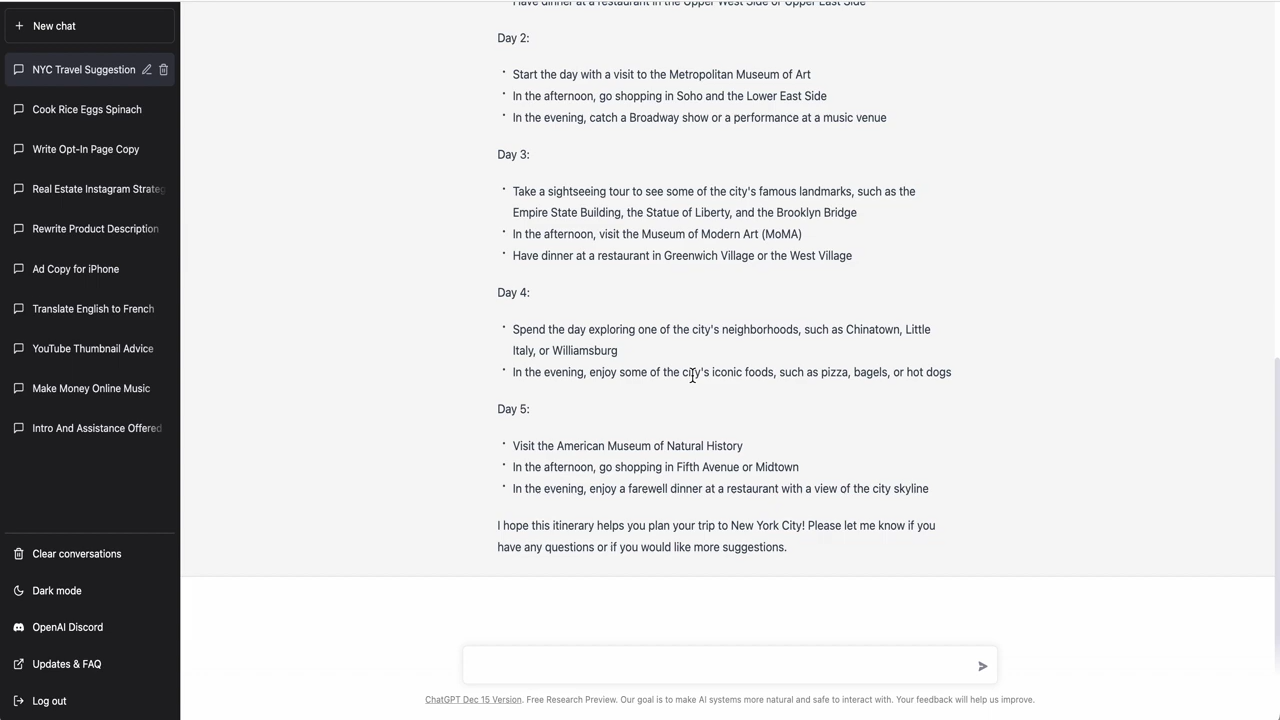 New chat
NYC Travel Suggestion
Cook Rice Eggs Spinach
Write Opt-In Page Copy
Real Estate Instagram Strateg
Rewrite Product Description
Ad Copy for iPhone
Translate English to French
YouTube Thumbnail Advice
Make Money Online Music
Intro And Assistance Offered
Clear conversations
Dark mode
OpenAI Discord
Updates & FAQ
Log out
Have dinner at a restaurant in the Upper West Side or Upper East Side
Day 2:
Start the day with a visit to the Metropolitan Museum of Art
In the afternoon, go shopping in Soho and the Lower East Side
In the evening, catch a Broadway show or a performance at a music venue
Day 3:
Take a sightseeing tour to see some of the city's famous landmarks, such as the
Empire State Building, the Statue of Liberty, and the Brooklyn Bridge
In the afternoon, visit the Museum of Modern Art (MoMA)
Have dinner at a restaurant in Greenwich Village or the West Village
Day 4:
Spend the day exploring one of the city's neighborhoods, such as Chinatown, Little
Italy, or Williamsburg
In the evening, enjoy some of the city's iconic foods, such as pizza, bagels, or hot dogs
Day 5:
Visit the American Museum of Natural History
In the afternoon, go shopping in Fifth Avenue or Midtown
In the evening, enjoy a farewell dinner at a restaurant with a view of the city skyline
I hope this itinerary helps you plan your trip to New York City! Please let me know if you
have any questions or if you would like more suggestions.
ChatGPT Dec 15 Version. Free Research Preview. Our goal is to make AI systems more natural and safe to interact with. Your feedback will help us improve.